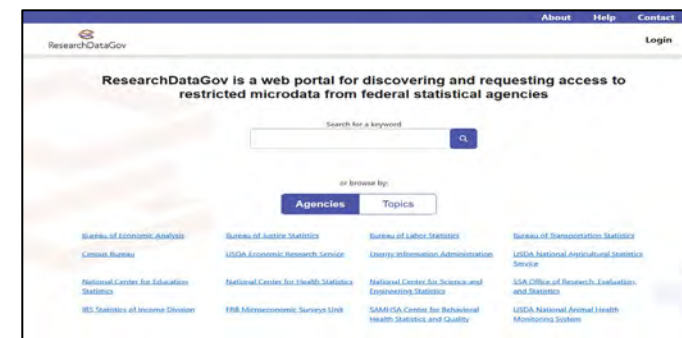 About Help Contact
ResearchDataGov
Login
ResearchDataGov is a web portal for discovering and requesting access to
restricted microdata from federal statistical agencies
Search for a keyword
or browse by:
Agencies Topics
Bureau of Economic Analysis
Bureau of Justice Statistics
Bureau of Labor Statistics
Bureau of Transportation Statistics
Census Bureau
USDA Economic Research Service
Energy Information Administration
USDA National Agricultural Statistics
Service
National Center for Education
Statistics
National Center for Health Statistics
National Center for Science and
Engineering Statistics
SSA Office of Research, Evaluation,
and Statistics
IRS Statistics of Income Division
FRB Microeconomic Surveys Unit
SAMHSA Center for Behavioral
Health Statistics and Quality
USDA National Animal Health
Monitoring System